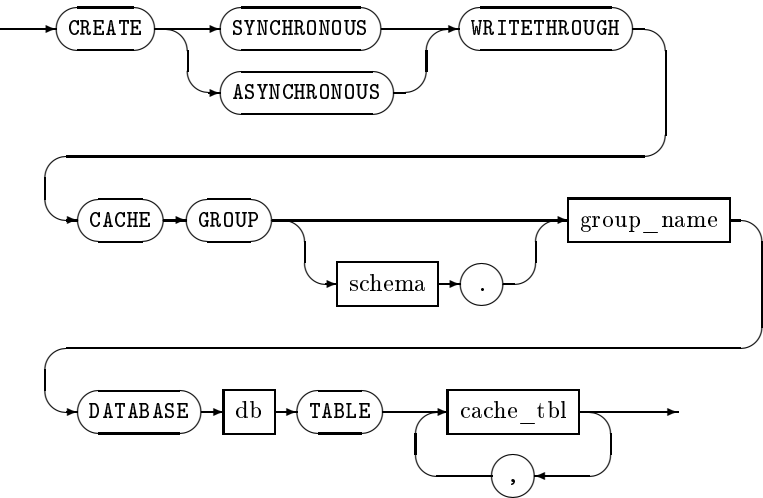 CREATE SYNCHRONOUS WRITETHROUGH
ASYNCHRONOUS
CACHE GROUP group_name
schema .
DATABASE db TABLE cache_tbl
,